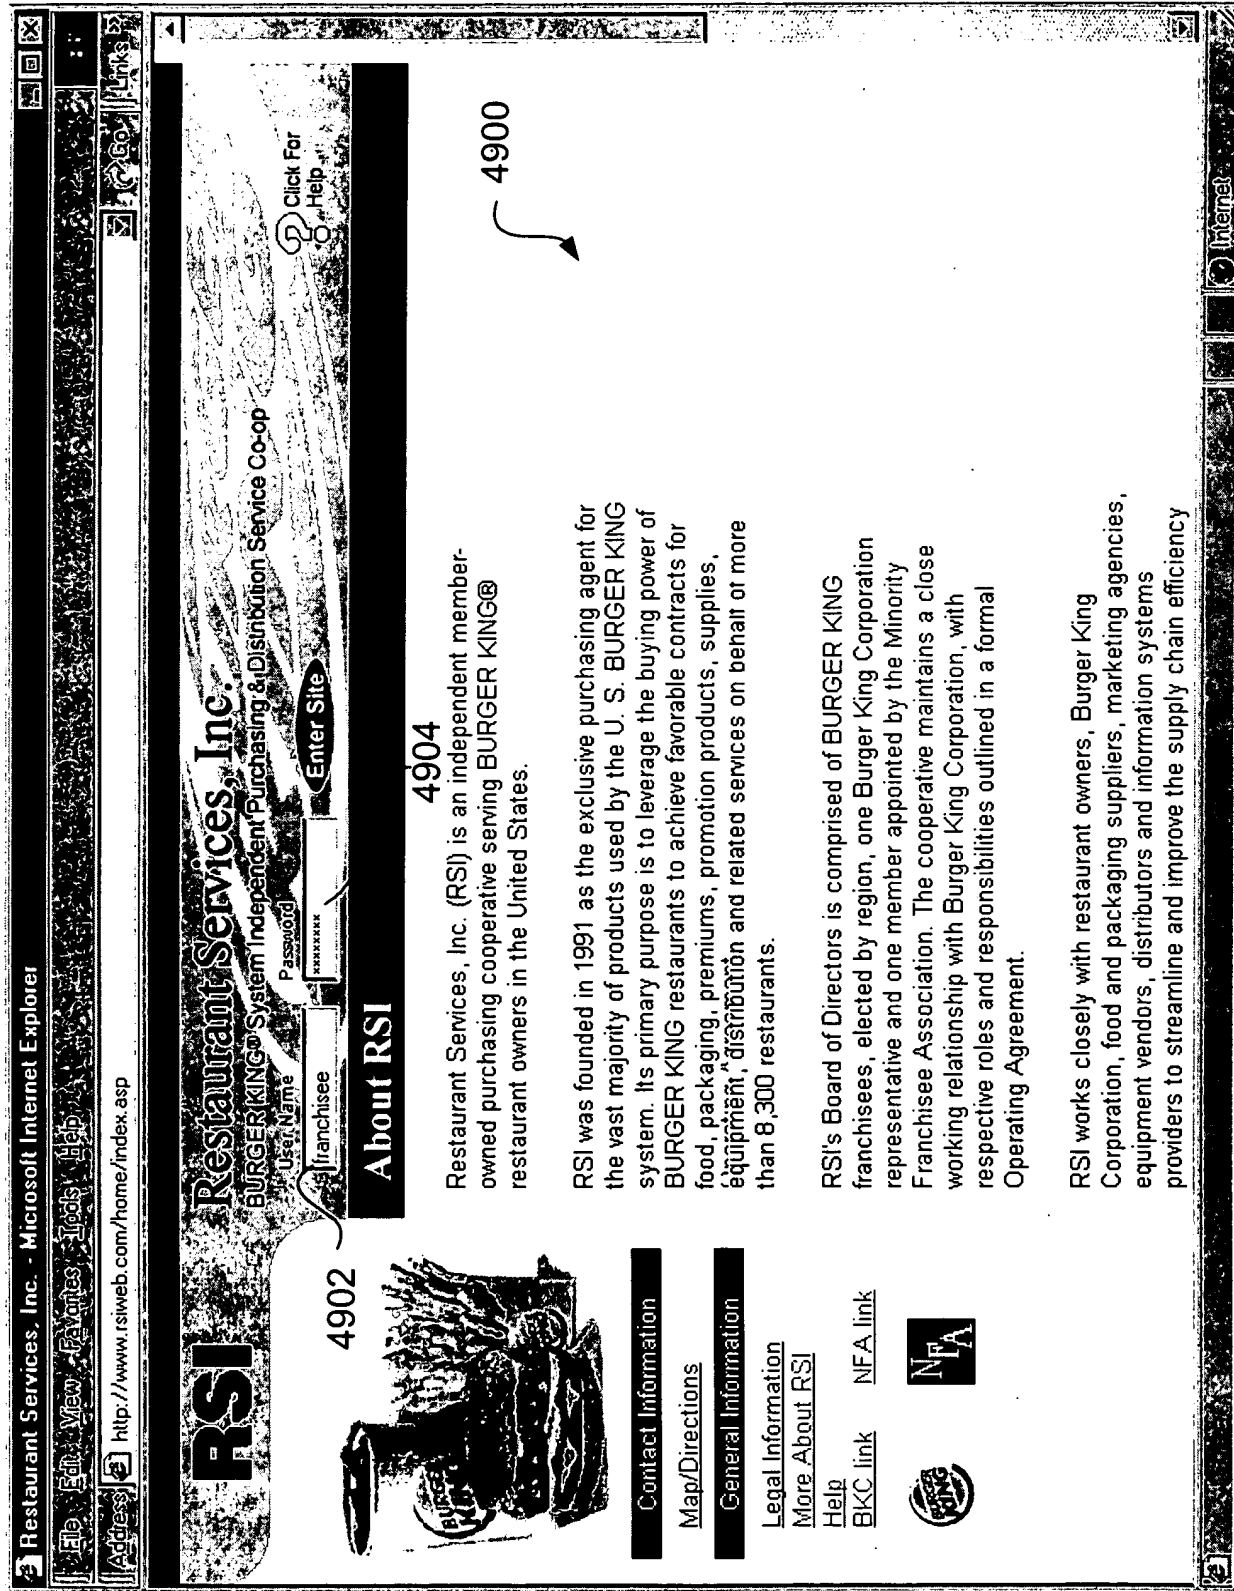 Restaurant Services, Inc. - Microsoft Internet Explorer
File Edit View Favorites Tools Help
Address http://www.rsiweb.com/home/index.asp Go Links »
RSI
Restaurant Services, Inc.
BURGER KING® System Independent Purchasing & Distribution Service Co-op
User Name Password
franchisee xxxxxxxx Enter Site
Click For
Help
4902
4904
4900
About RSI
Contact Information
Map/Directions
General Information
Legal Information
More About RSI
Help
BKC link NFA link
BURGER KING
NFA
Restaurant Services, Inc. (RSI) is an independent member-
owned purchasing cooperative serving BURGER KING®
restaurant owners in the United States.
RSI was founded in 1991 as the exclusive purchasing agent for
the vast majority of products used by the U. S. BURGER KING
system. Its primary purpose is to leverage the buying power of
BURGER KING restaurants to achieve favorable contracts for
food, packaging, premiums, promotion products, supplies,
equipment, distribution and related services on behalf of more
than 8,300 restaurants.
RSI's Board of Directors is comprised of BURGER KING
franchisees, elected by region, one Burger King Corporation
representative and one member appointed by the Minority
Franchisee Association. The cooperative maintains a close
working relationship with Burger King Corporation, with
respective roles and responsibilities outlined in a formal
Operating Agreement.
RSI works closely with restaurant owners, Burger King
Corporation, food and packaging suppliers, marketing agencies,
equipment vendors, distributors and information systems
providers to streamline and improve the supply chain efficiency
Internet